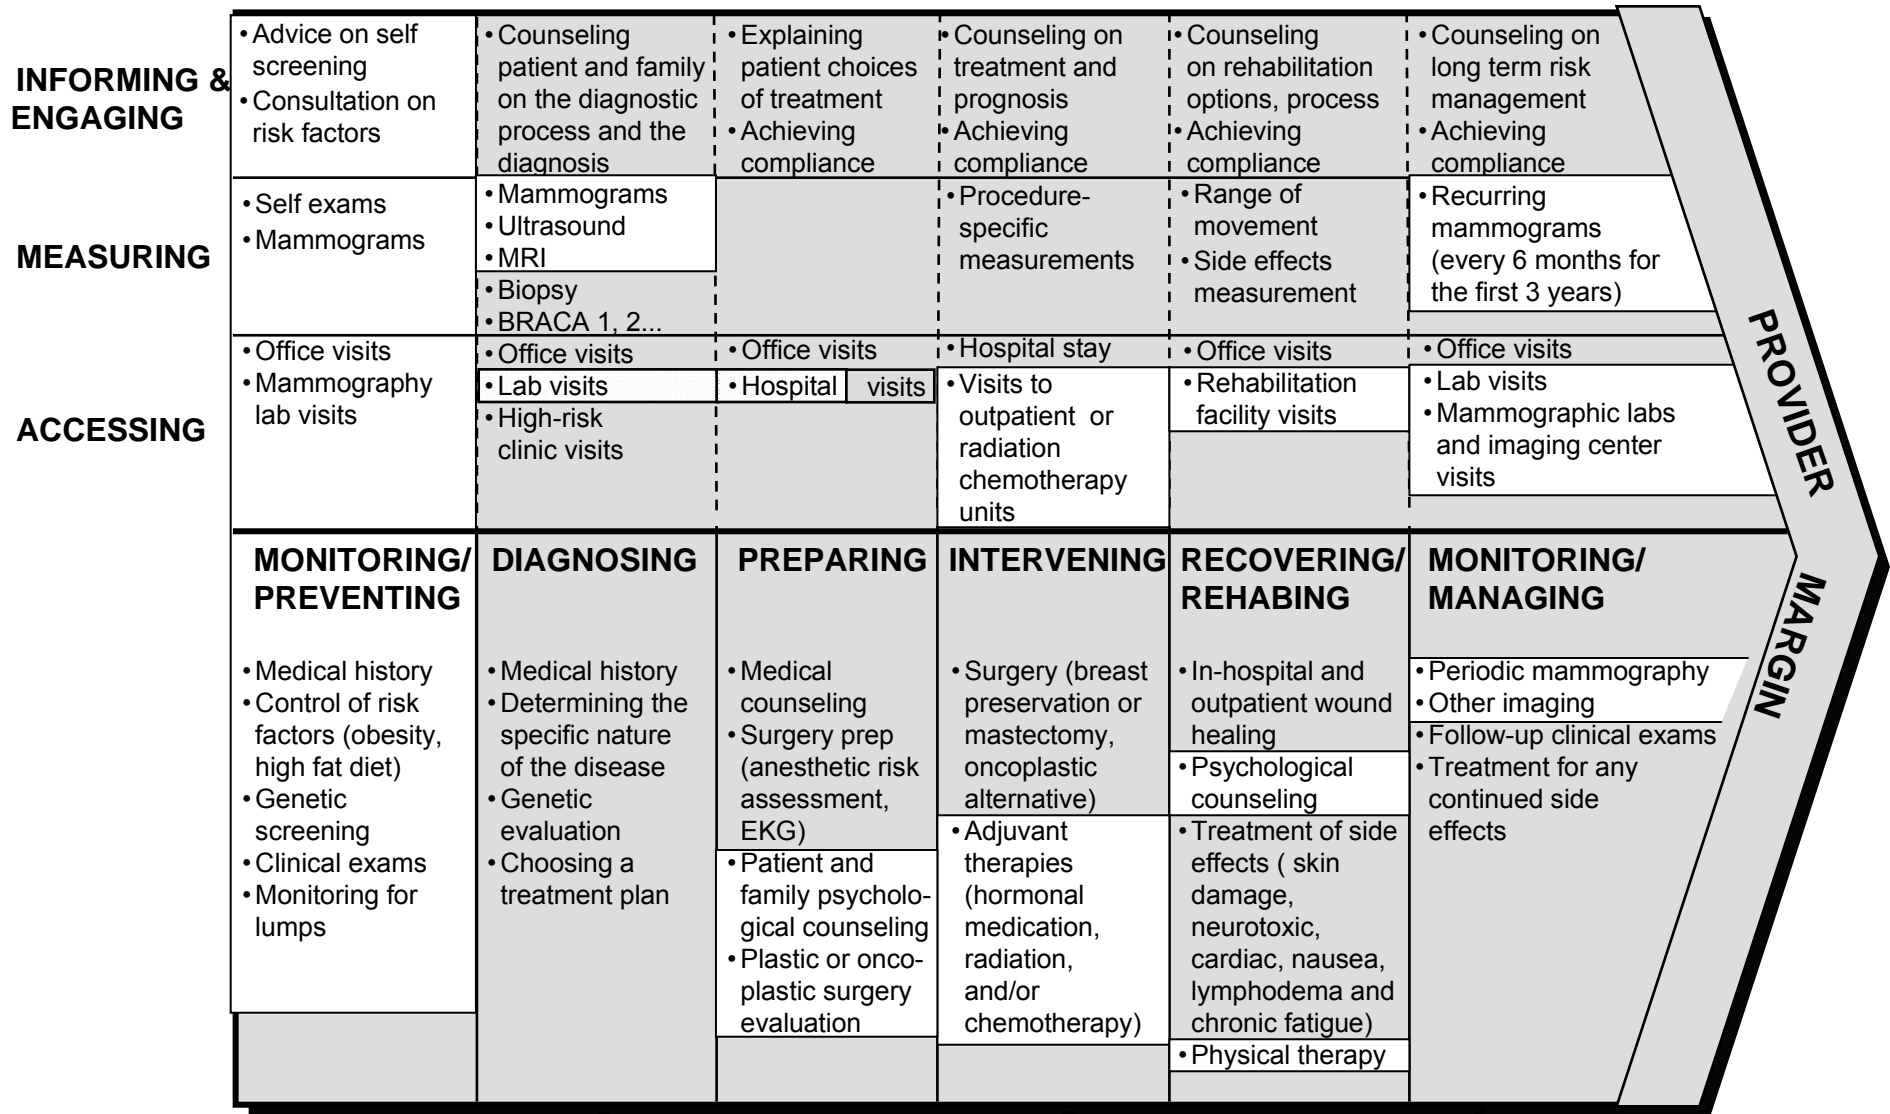 INFORMING &
ENGAGING
• Advice on self
screening
• Consultation on
risk factors
• Counseling
patient and family
on the diagnostic
process and the
diagnosis
• Explaining
patient choices
of treatment
• Achieving
compliance
• Counseling on
treatment and
prognosis
• Achieving
compliance
• Counseling
on rehabilitation
options, process
• Achieving
compliance
• Counseling on
long term risk
management
• Achieving
compliance
MEASURING
• Self exams
• Mammograms
• Mammograms
• Ultrasound
• MRI
• Biopsy
• BRACA 1, 2...
• Procedure-
specific
measurements
• Range of
movement
• Side effects
measurement
• Recurring
mammograms
(every 6 months for
the first 3 years)
ACCESSING
• Office visits
• Mammography
lab visits
• Office visits
• Lab visits
• High-risk
clinic visits
• Office visits
• Hospital visits
• Hospital stay
• Visits to
outpatient or
radiation
chemotherapy
units
• Office visits
• Rehabilitation
facility visits
• Office visits
• Lab visits
• Mammographic labs
and imaging center
visits
MONITORING/
PREVENTING
• Medical history
• Control of risk
factors (obesity,
high fat diet)
• Genetic
screening
• Clinical exams
• Monitoring for
lumps
DIAGNOSING
• Medical history
• Determining the
specific nature
of the disease
• Genetic
evaluation
• Choosing a
treatment plan
PREPARING
• Medical
counseling
• Surgery prep
(anesthetic risk
assessment,
EKG)
• Patient and
family psycholo-
gical counseling
• Plastic or onco-
plastic surgery
evaluation
INTERVENING
• Surgery (breast
preservation or
mastectomy,
oncoplastic
alternative)
• Adjuvant
therapies
(hormonal
medication,
radiation,
and/or
chemotherapy)
RECOVERING/
REHABING
• In-hospital and
outpatient wound
healing
• Psychological
counseling
• Treatment of side
effects ( skin
damage,
neurotoxic,
cardiac, nausea,
lymphodema and
chronic fatigue)
• Physical therapy
MONITORING/
MANAGING
• Periodic mammography
• Other imaging
• Follow-up clinical exams
• Treatment for any
continued side
effects
PROVIDER
MARGIN